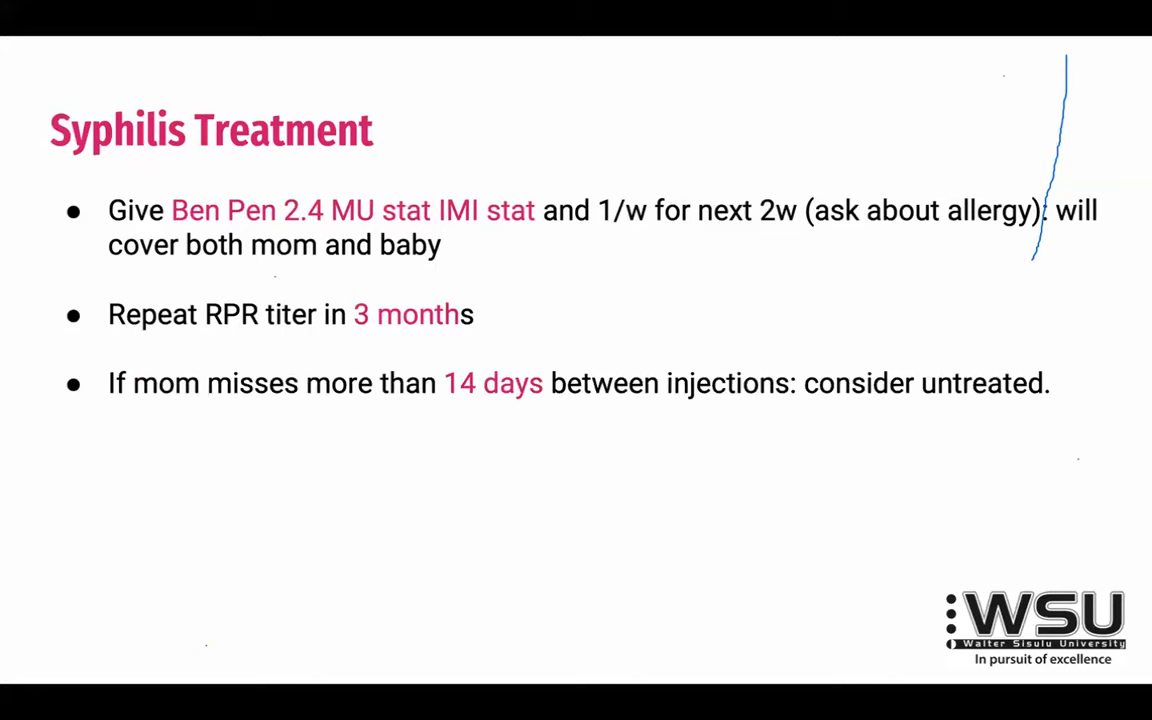 Syphilis Treatment
● Give Ben Pen 2.4 MU stat IMI stat and 1/w for next 2w (ask about allergy): will
cover both mom and baby
● Repeat RPR titer in 3 months
● If mom misses more than 14 days between injections: consider untreated.
WSU
Walter Sisulu University
In pursuit of excellence